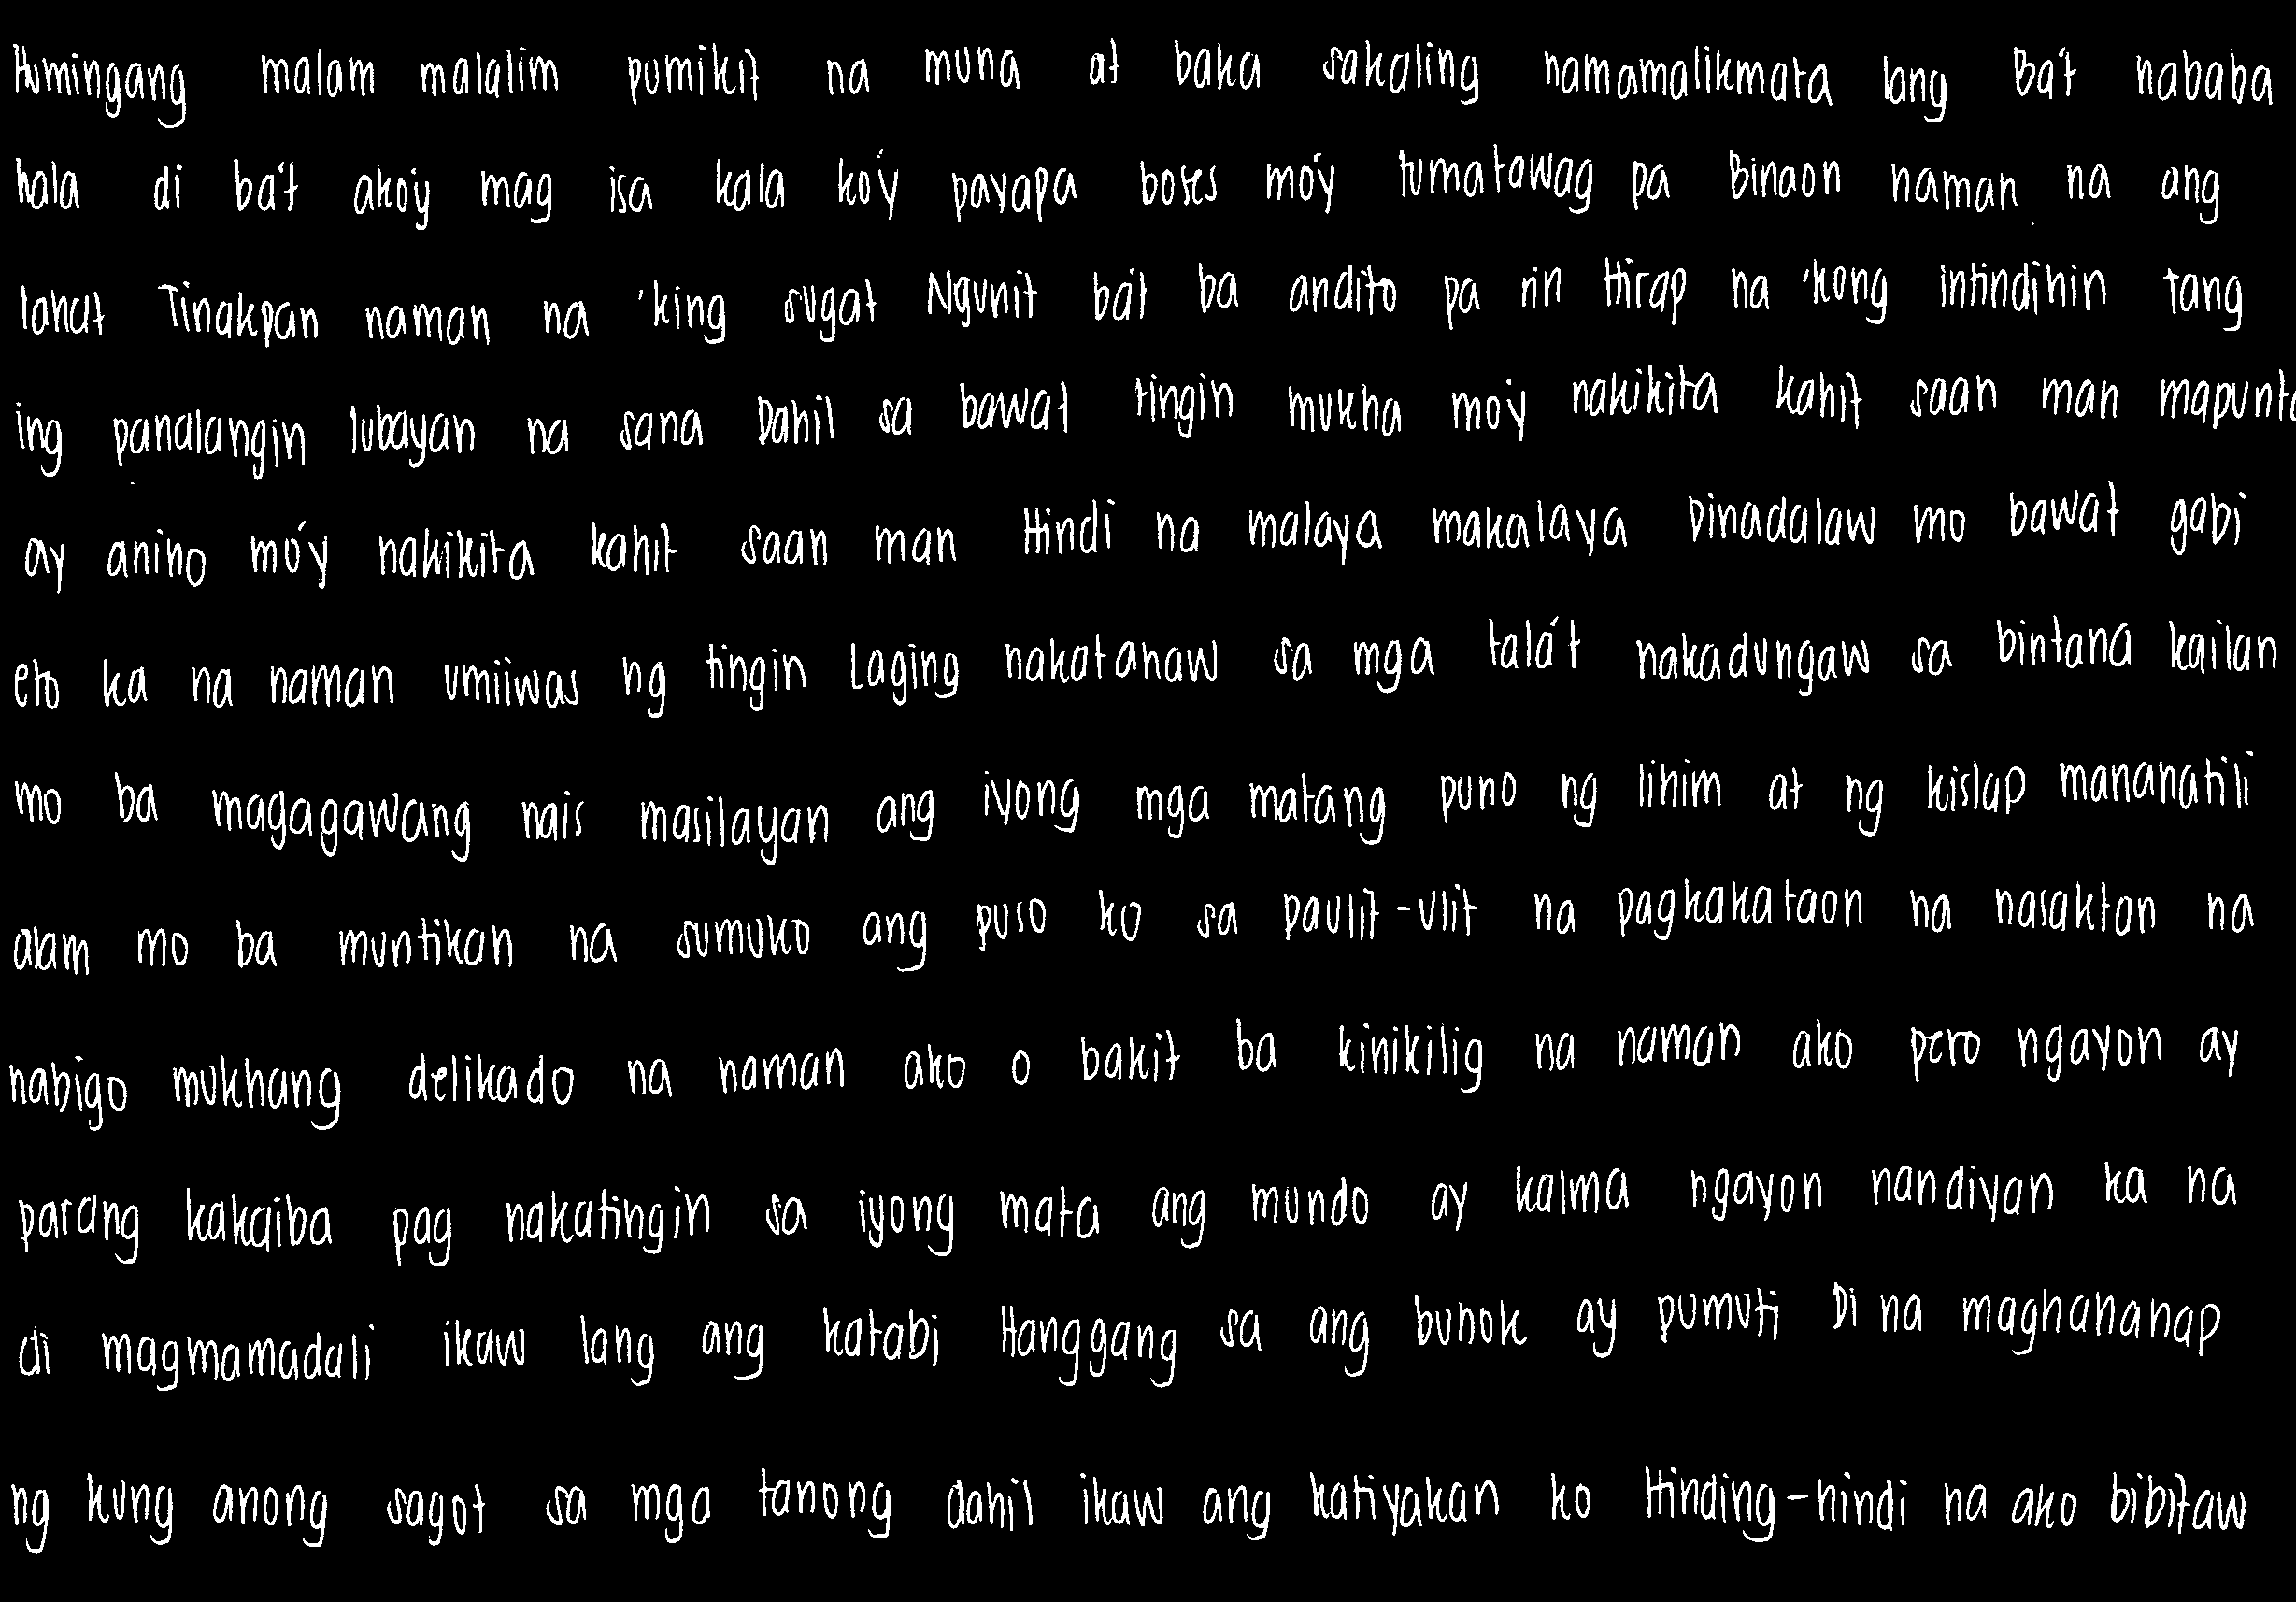 Humingang malam malalim pumikit na muna at baka sakaling namamalikmata lang Ba't nababa
hala di ba't ako'y mag isa kala ko'y payapa boses mo'y tumatawag pa Binaon naman na ang
lahat Tinakpan naman na 'king sugat Ngunit ba't ba andito pa rin Hirap na 'kong intindihin tang
ing panalangin lubayan na sana Dahil sa bawat tingin mukha mo'y nakikita kahit saan man mapunta
ay anino mo'y nakikita kahit saan man Hindi na malaya makalaya Dinadalaw mo bawat gabi
eto ka na naman umiiwas ng tingin Laging nakatanaw sa mga tala't nakadungaw sa bintana kailan
mo ba magagawang nais masilayan ang iyong mga matang puno ng lihim at ng kislap mananatili
alam mo ba muntikan na sumuko ang puso ko sa paulit-ulit na pagkakataon na nasaktan na
nabigo mukhang delikado na naman ako o bakit ba kinikilig na naman ako pero ngayon ay
parang kakaiba pag nakatingin sa iyong mata ang mundo ay kalma ngayon nandiyan ka na
di magmamadali ikaw lang ang katabi Hanggang sa ang buhok ay pumuti Di na maghahanap
ng kung anong sagot sa mga tanong dahil ikaw ang katiyakan ko Hinding-hindi na ako bibitaw